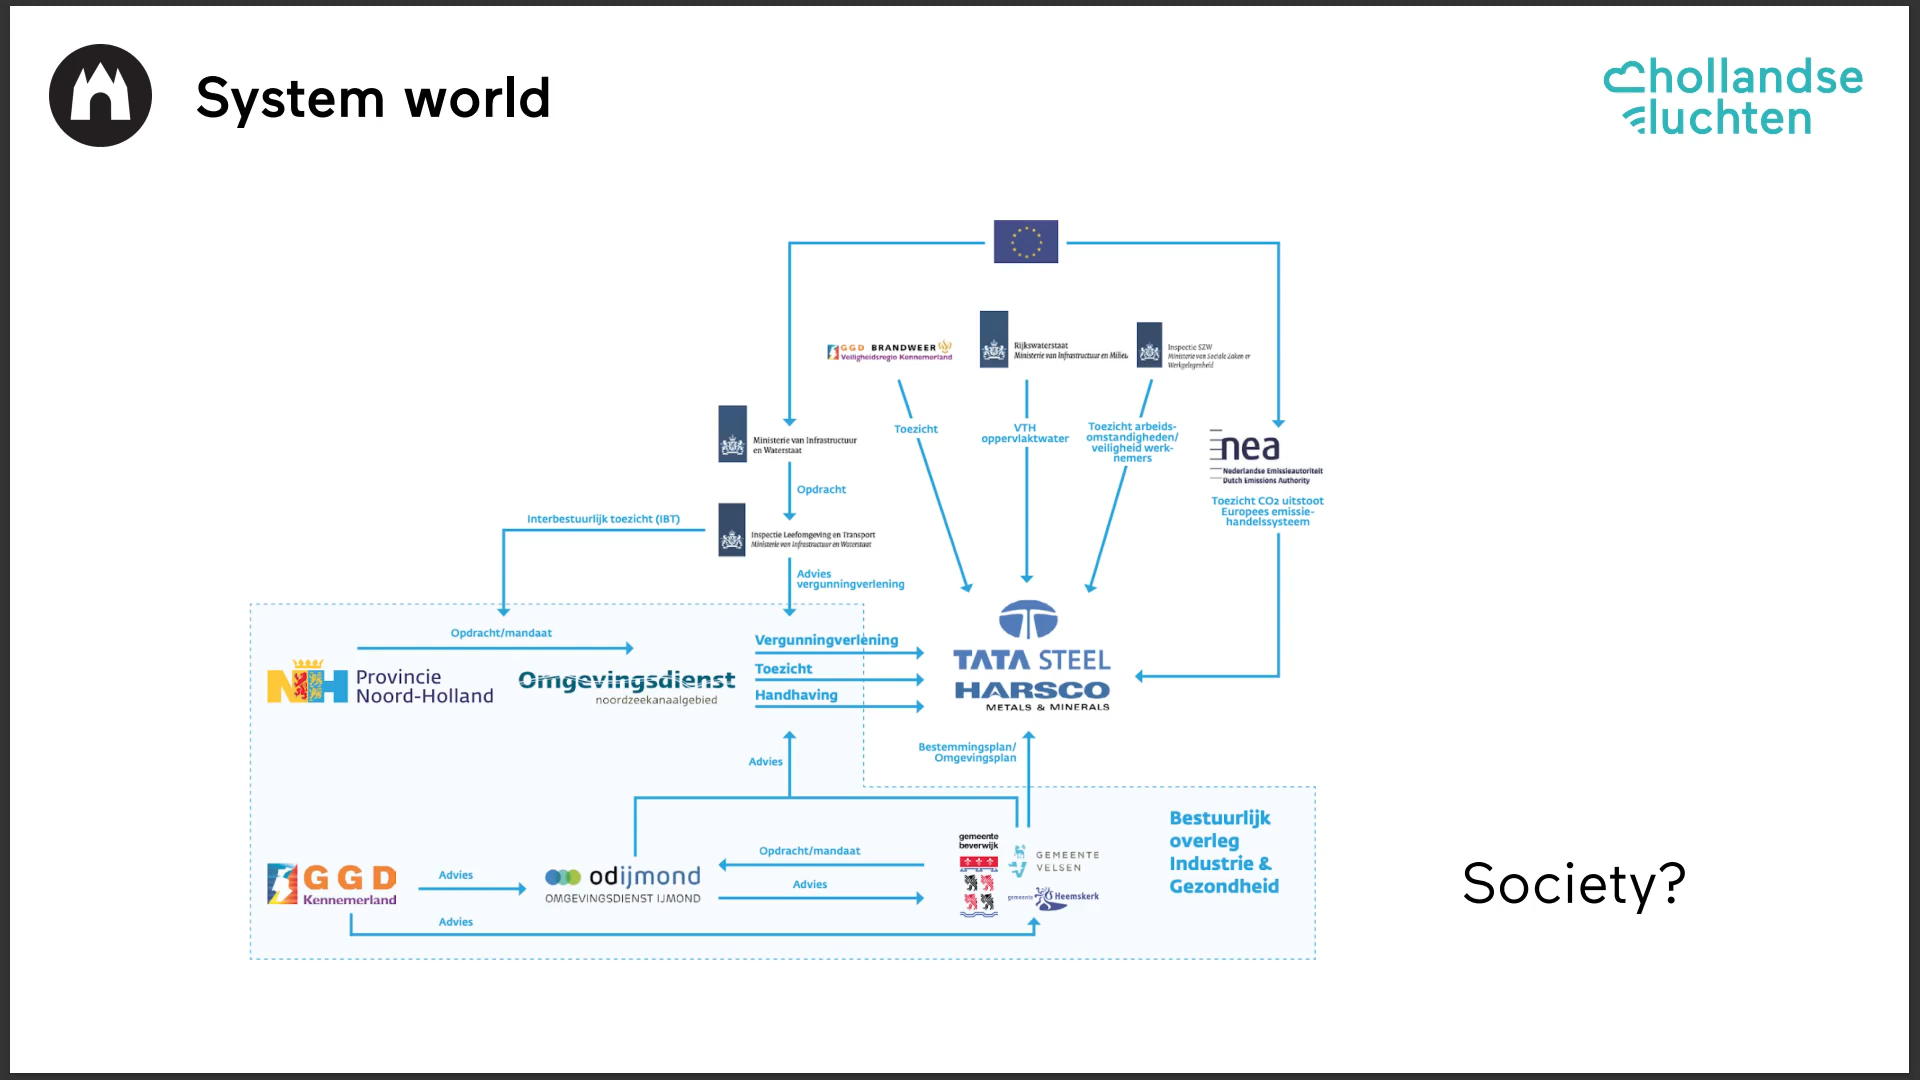 System world
hollandse
luchten
GGD BRANDWEER
Veiligheidsregio Kennemerland
Rijkswaterstaat
Ministerie van Infrastructuur en Milieu
Inspectie SZW
Ministerie van Sociale Zaken en
Werkgelegenheid
Toezicht
VTH
oppervlaktwater
Toezicht arbeids-
omstandigheden/
veiligheid werk-
nemers
nea
Nederlandse Emissieautoriteit
Dutch Emissions Authority
Toezicht CO2 uitstoot
Europees emissie-
handelssysteem
Ministerie van Infrastructuur
en Waterstaat
Opdracht
Interbestuurlijk toezicht (IBT)
Inspectie Leefomgeving en Transport
Ministerie van Infrastructuur en Waterstaat
Advies
vergunningverlening
Opdracht/mandaat
NH Provincie
Noord-Holland
Omgevingsdienst
noordzeekanaalgebied
Vergunningverlening
Toezicht
Handhaving
TATA STEEL
HARSCO
METALS & MINERALS
Advies
Bestemmingsplan/
Omgevingsplan
GGD
Kennemerland
Advies
Advies
odijmond
OMGEVINGSDIENST IJMOND
Opdracht/mandaat
Advies
gemeente
beverwijk
GEMEENTE
VELSEN
gemeente Heemskerk
Bestuurlijk
overleg
Industrie &
Gezondheid
Society?